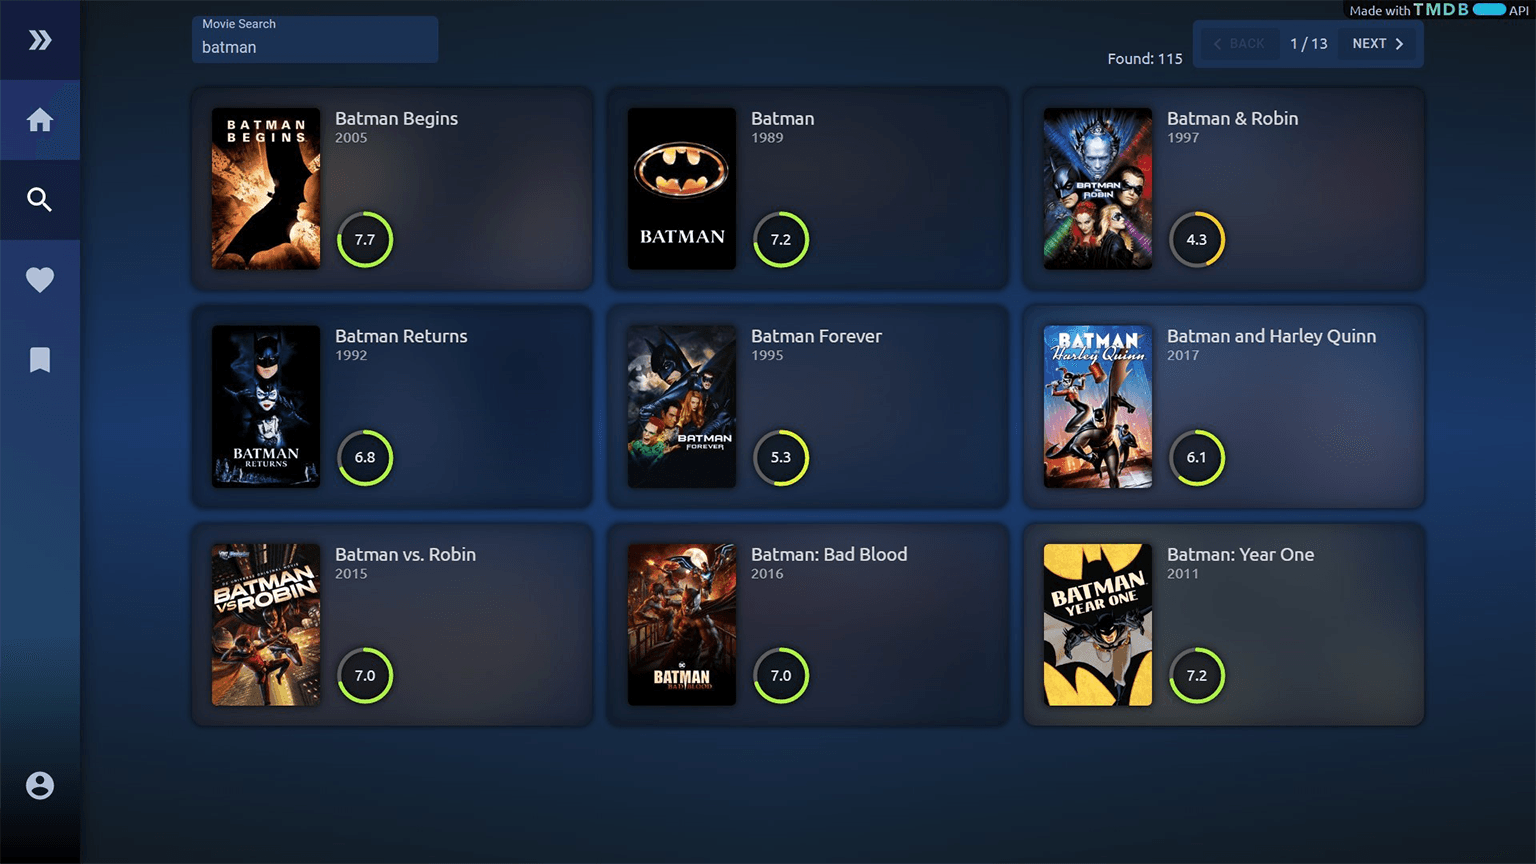 Made with TMDB API
Movie Search
batman
Found: 115
BACK
1 / 13
NEXT
BATMAN
BEGINS
Batman Begins
2005
7.7
BATMAN
Batman
1989
7.2
BATMAN
ROBIN
Batman & Robin
1997
4.3
BATMAN
RETURNS
Batman Returns
1992
6.8
BATMAN
FOREVER
Batman Forever
1995
5.3
BATMAN
Harley Quinn
Batman and Harley Quinn
2017
6.1
BATMAN
VS ROBIN
Batman vs. Robin
2015
7.0
BATMAN
BAD BLOOD
Batman: Bad Blood
2016
7.0
BATMAN
YEAR ONE
Batman: Year One
2011
7.2